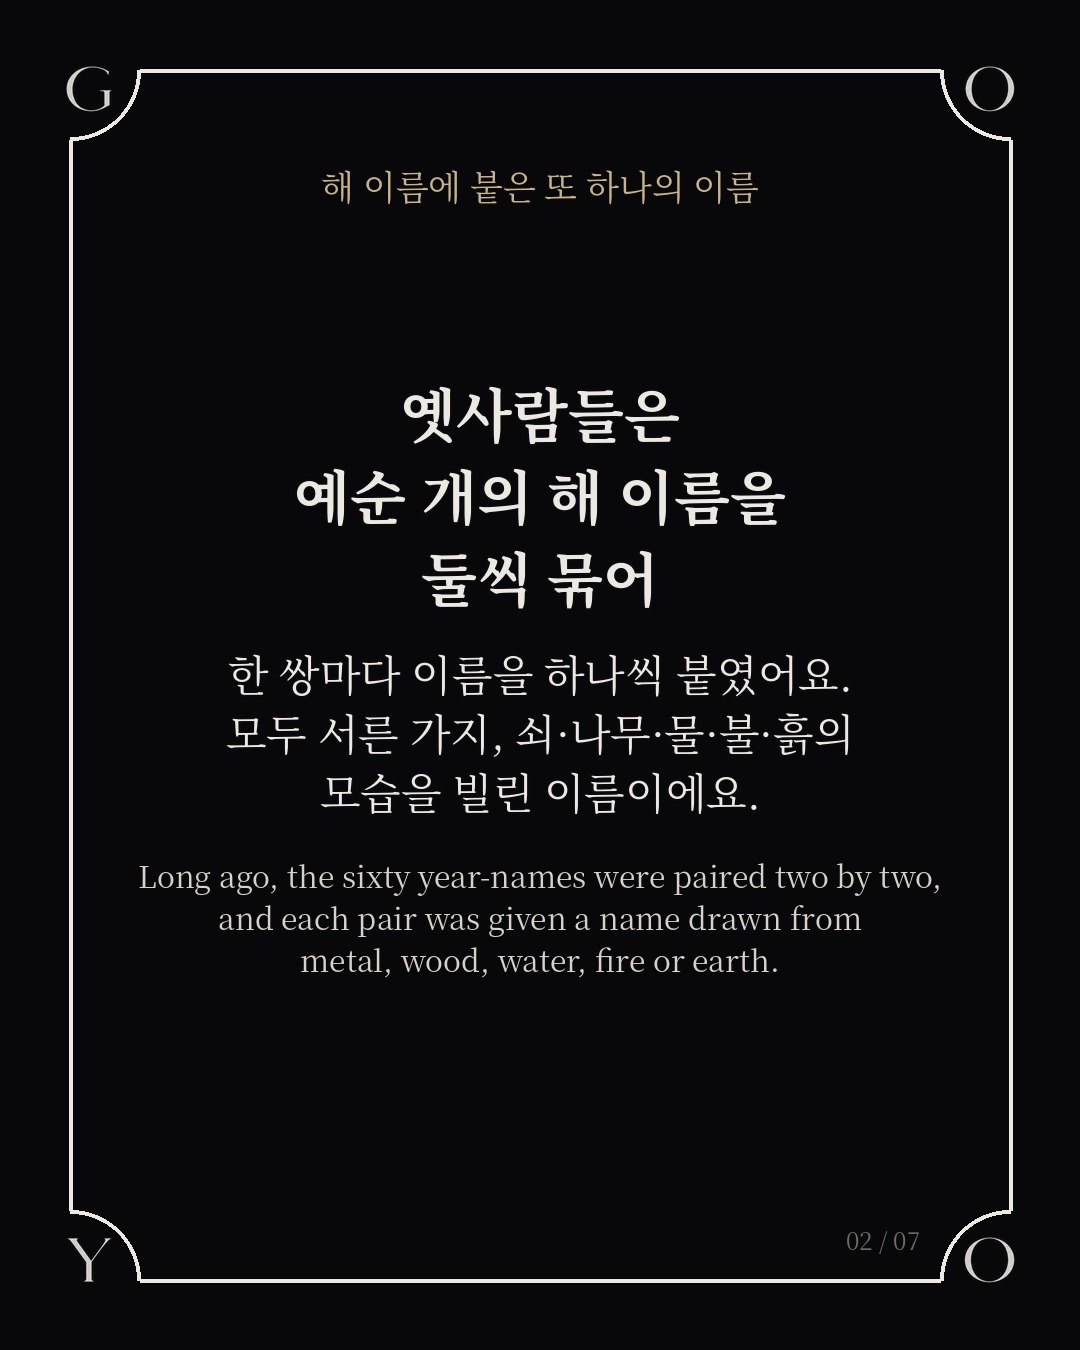 G O
해 이름에 붙은 또 하나의 이름
옛사람들은
예순 개의 해 이름을
둘씩 묶어
한 쌍마다 이름을 하나씩 붙였어요.
모두 서른 가지, 쇠·나무·물·불·흙의
모습을 빌린 이름이에요.
Long ago, the sixty year-names were paired two by two,
and each pair was given a name drawn from
metal, wood, water, fire or earth.
02 / 07
Y O